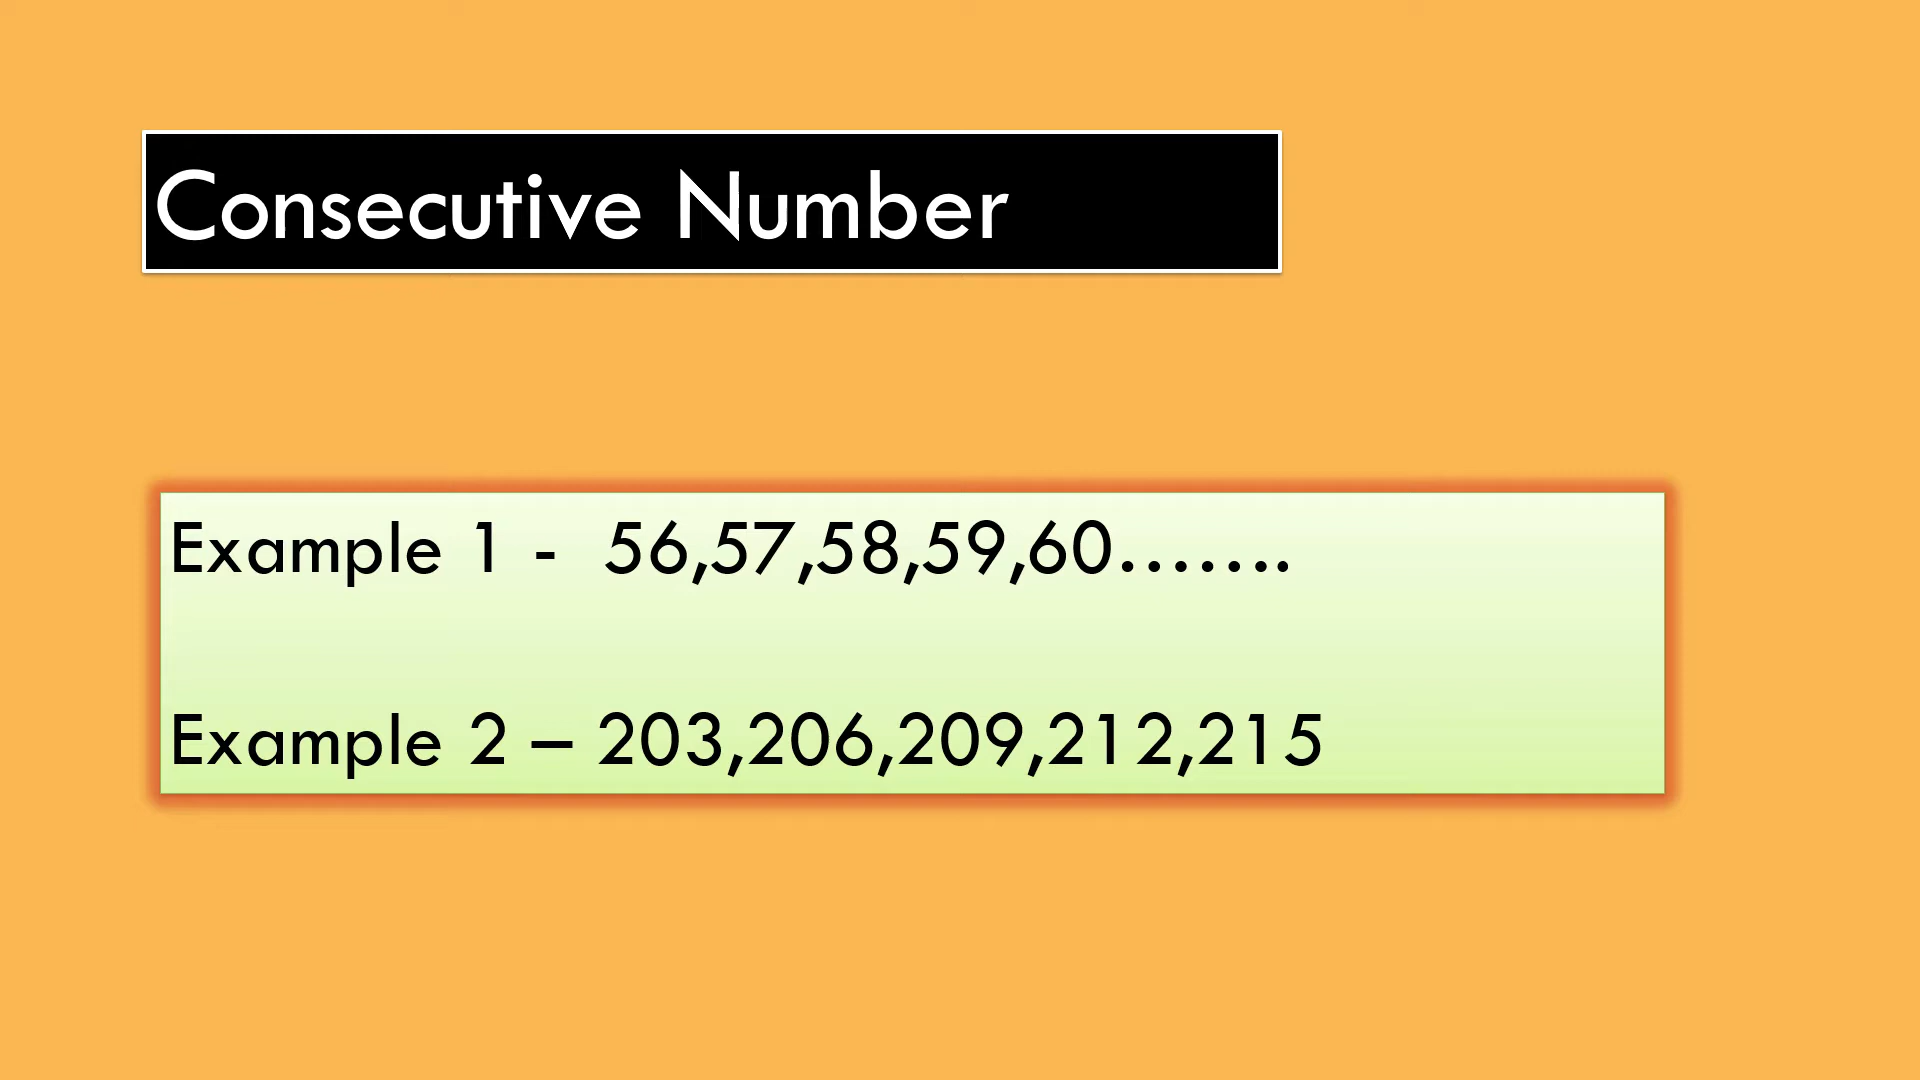 Consecutive Number
Example 1 -  56,57,58,59,60…….
Example 2 – 203,206,209,212,215